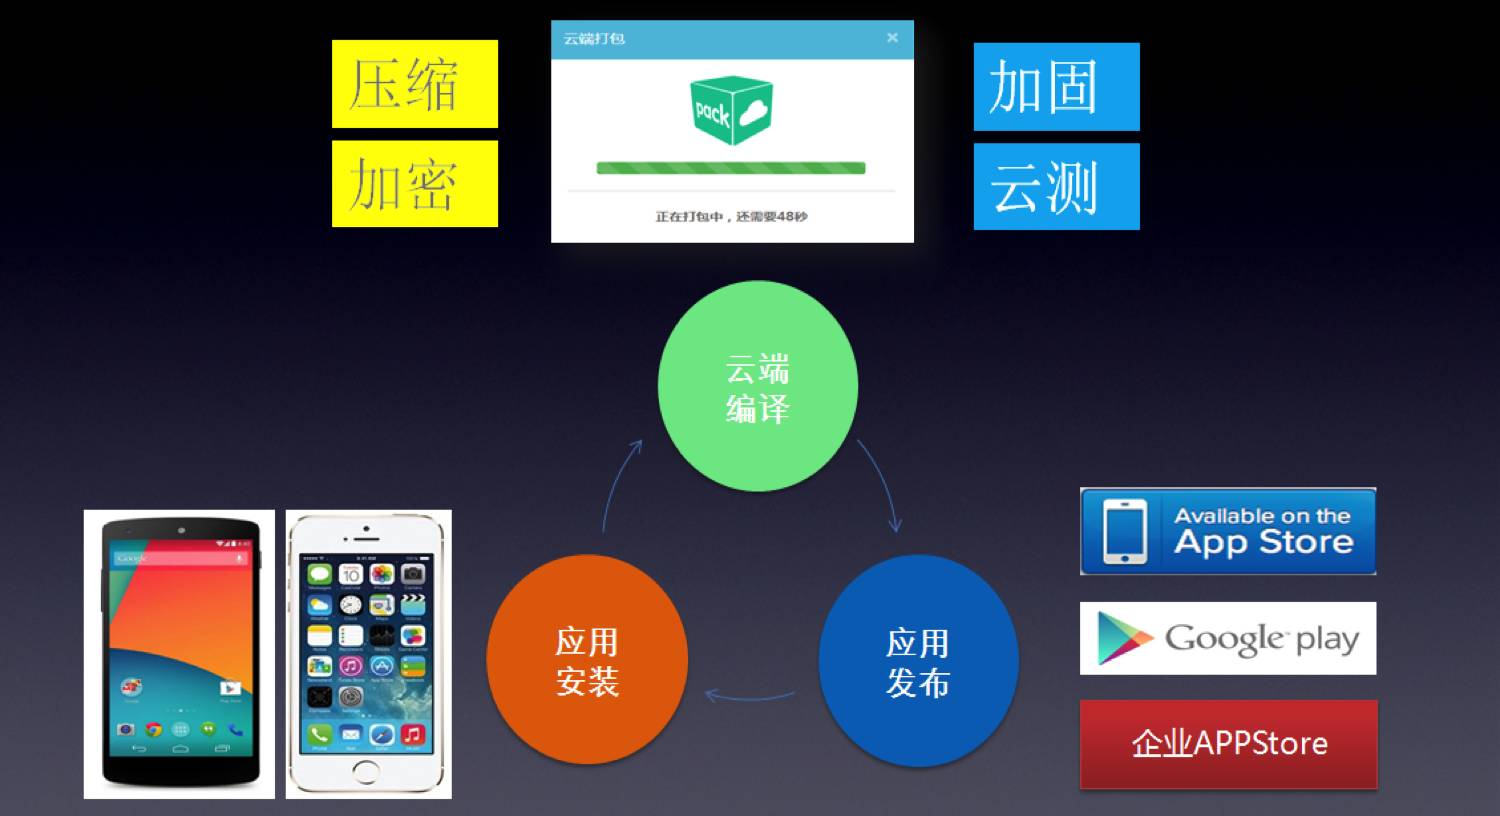 压缩
加密
云端打包
pack
正在打包中，还需要48秒
加固
云测
云端
编译
应用
安装
应用
发布
Available on the
App Store
Google play
企业APPStore
Google
10